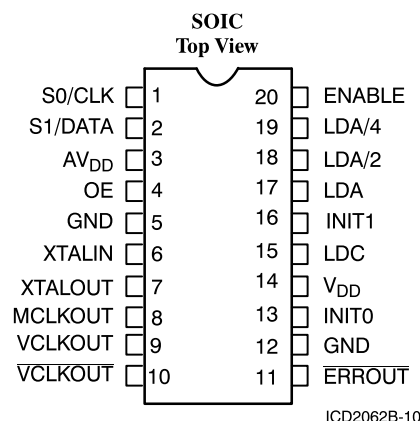 SOIC
Top View
S0/CLK 1 20 ENABLE
S1/DATA 2 19 LDA/4
AVDD 3 18 LDA/2
OE 4 17 LDA
GND 5 16 INIT1
XTALIN 6 15 LDC
XTALOUT 7 14 VDD
MCLKOUT 8 13 INIT0
VCLKOUT 9 12 GND
V̅C̅L̅K̅O̅U̅T̅ 10 11 E̅R̅R̅O̅U̅T̅
ICD2062B-10